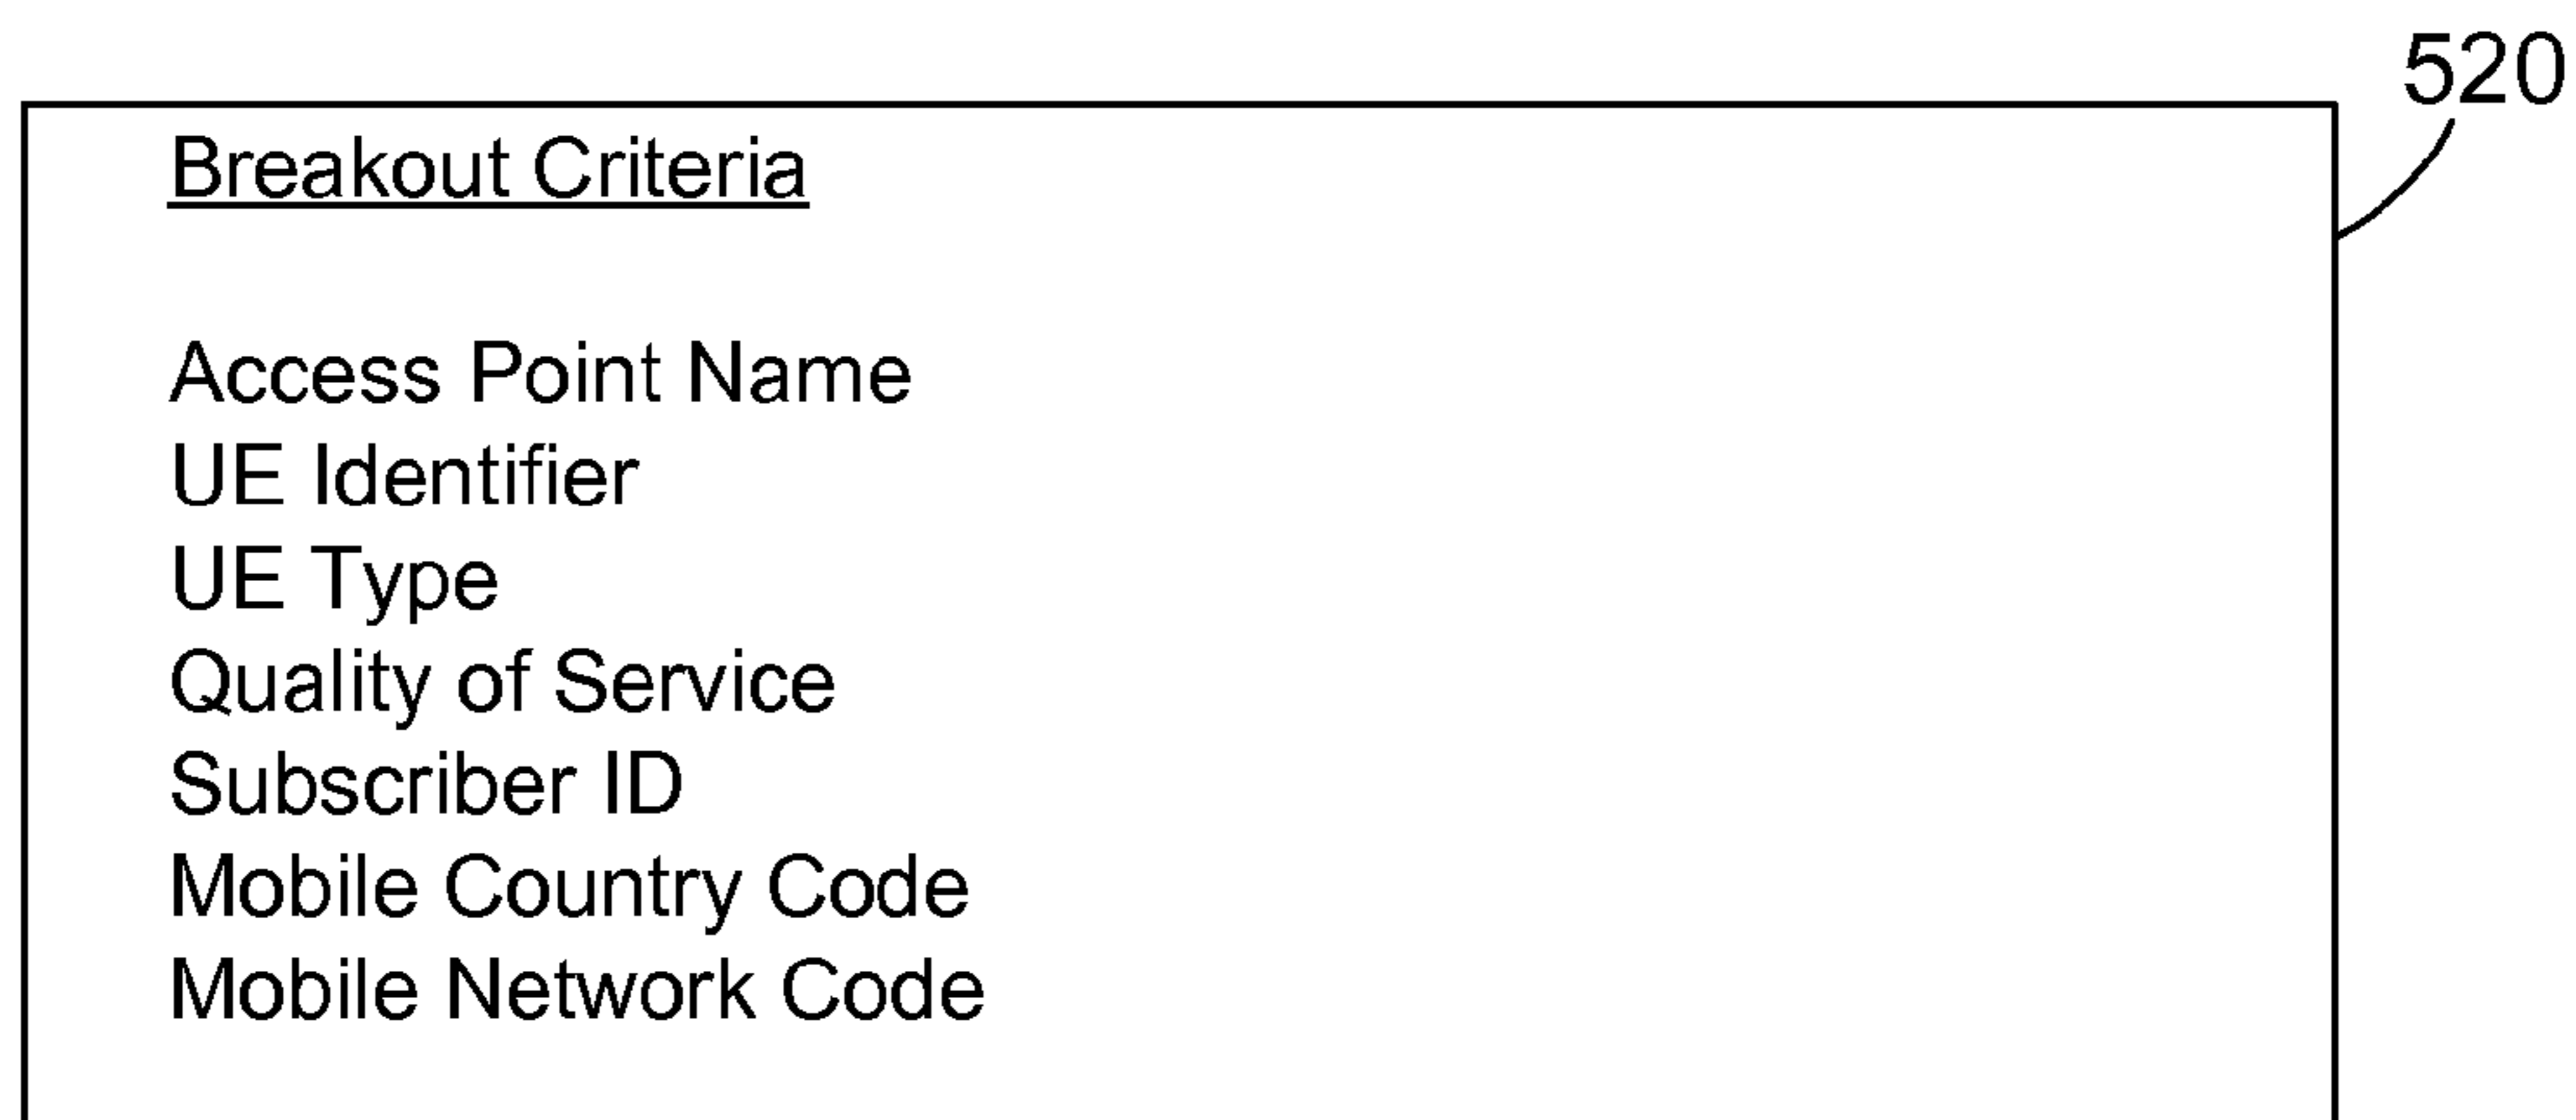 520
Breakout Criteria
Access Point Name
UE Identifier
UE Type
Quality of Service
Subscriber ID
Mobile Country Code
Mobile Network Code